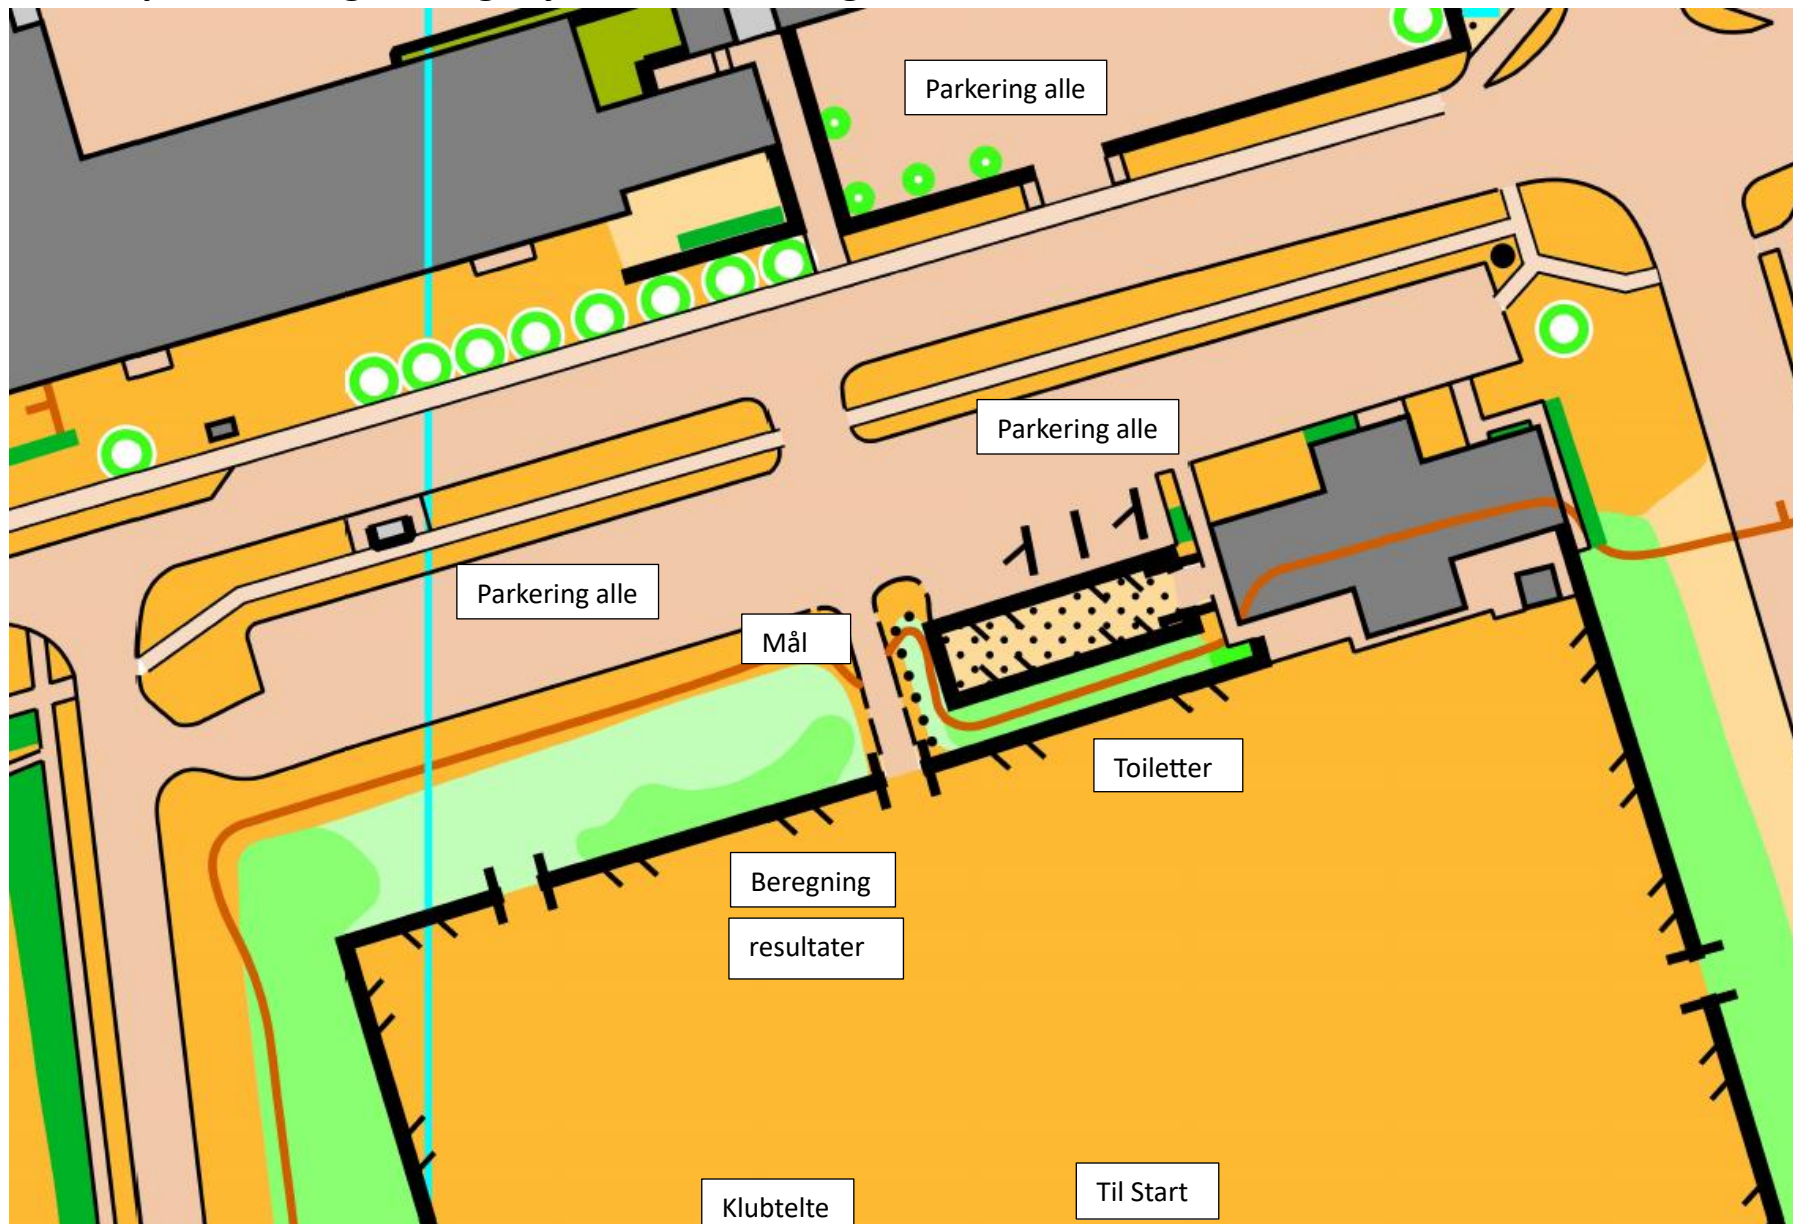 Parkering alle
Parkering alle
Parkering alle
Mål
Toiletter
Beregning
resultater
Til Start
Klubtelte